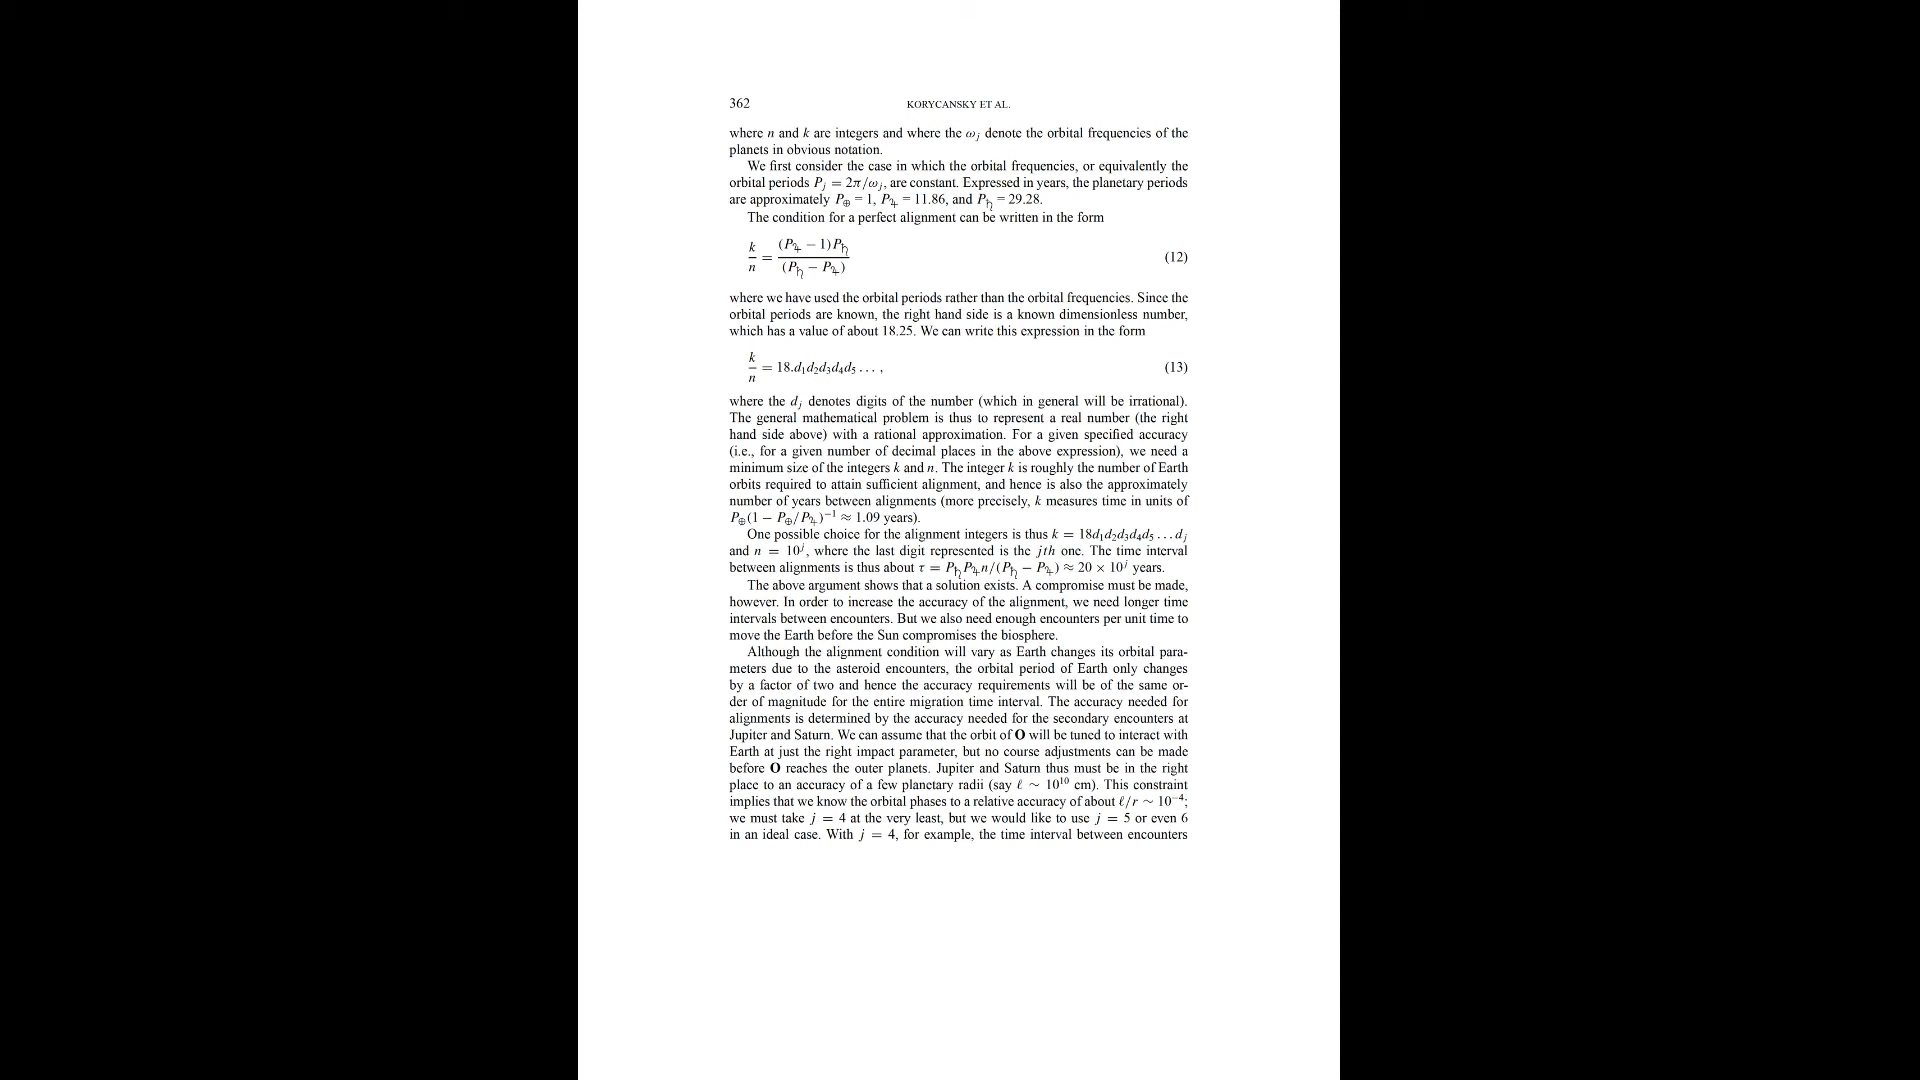 362 KORYCANSKY ET AL.
where n and k are integers and where the ω_j denote the orbital frequencies of the
planets in obvious notation.
We first consider the case in which the orbital frequencies, or equivalently the
orbital periods P_j = 2π/ω_j, are constant. Expressed in years, the planetary periods
are approximately P_⊕ = 1, P_♃ = 11.86, and P_♄ = 29.28.
The condition for a perfect alignment can be written in the form
k/n = (P_♃ − 1)P_♄ / (P_♄ − P_♃) (12)
where we have used the orbital periods rather than the orbital frequencies. Since the
orbital periods are known, the right hand side is a known dimensionless number,
which has a value of about 18.25. We can write this expression in the form
k/n = 18.d₁d₂d₃d₄d₅ . . . , (13)
where the d_j denotes digits of the number (which in general will be irrational).
The general mathematical problem is thus to represent a real number (the right
hand side above) with a rational approximation. For a given specified accuracy
(i.e., for a given number of decimal places in the above expression), we need a
minimum size of the integers k and n. The integer k is roughly the number of Earth
orbits required to attain sufficient alignment, and hence is also the approximately
number of years between alignments (more precisely, k measures time in units of
P_⊕(1 − P_⊕/P_♃)⁻¹ ≈ 1.09 years).
One possible choice for the alignment integers is thus k = 18d₁d₂d₃d₄d₅ . . . d_j
and n = 10^j, where the last digit represented is the jth one. The time interval
between alignments is thus about τ = P_♄P_♃n/(P_♄ − P_♃) ≈ 20 × 10^j years.
The above argument shows that a solution exists. A compromise must be made,
however. In order to increase the accuracy of the alignment, we need longer time
intervals between encounters. But we also need enough encounters per unit time to
move the Earth before the Sun compromises the biosphere.
Although the alignment condition will vary as Earth changes its orbital para-
meters due to the asteroid encounters, the orbital period of Earth only changes
by a factor of two and hence the accuracy requirements will be of the same or-
der of magnitude for the entire migration time interval. The accuracy needed for
alignments is determined by the accuracy needed for the secondary encounters at
Jupiter and Saturn. We can assume that the orbit of O will be tuned to interact with
Earth at just the right impact parameter, but no course adjustments can be made
before O reaches the outer planets. Jupiter and Saturn thus must be in the right
place to an accuracy of a few planetary radii (say ℓ ∼ 10¹⁰ cm). This constraint
implies that we know the orbital phases to a relative accuracy of about ℓ/r ∼ 10⁻⁴;
we must take j = 4 at the very least, but we would like to use j = 5 or even 6
in an ideal case. With j = 4, for example, the time interval between encounters